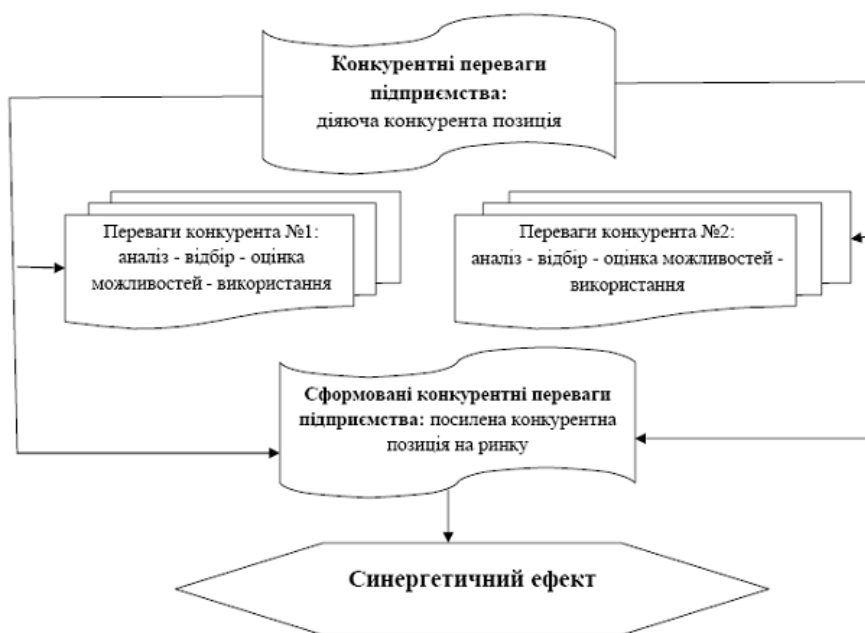 Конкурентні переваги
підприємства:
діяюча конкурента позиція
Переваги конкурента №1:
аналіз - відбір - оцінка
можливостей - використання
Переваги конкурента №2:
аналіз - відбір - оцінка можливостей -
використання
Сформовані конкурентні переваги
підприємства: посилена конкурентна
позиція на ринку
Синергетичний ефект